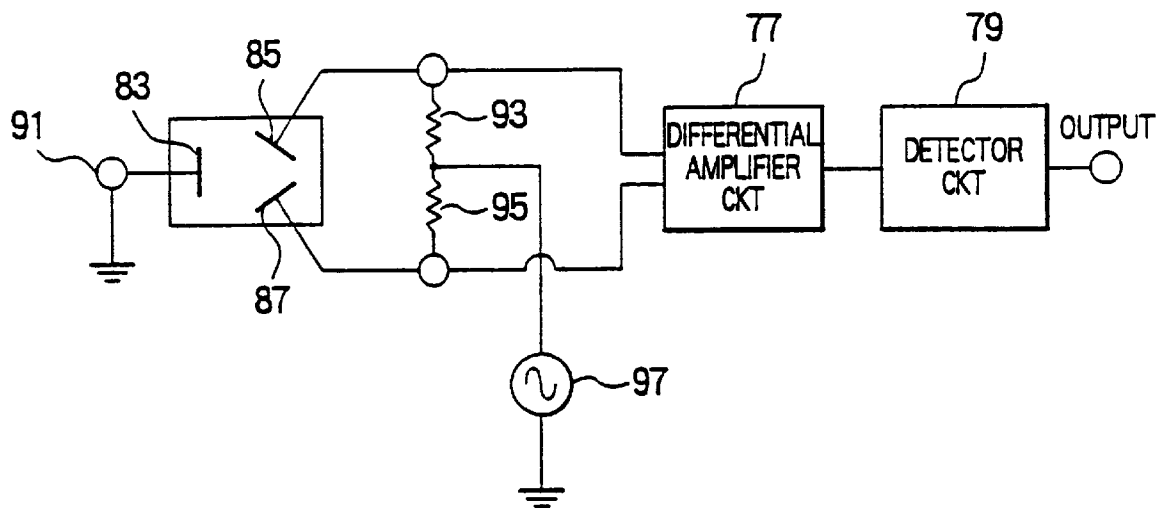 77
79
85
83
91
93
OUTPUT
DIFFERENTIAL
AMPLIFIER
CKT
DETECTOR
CKT
95
87
97